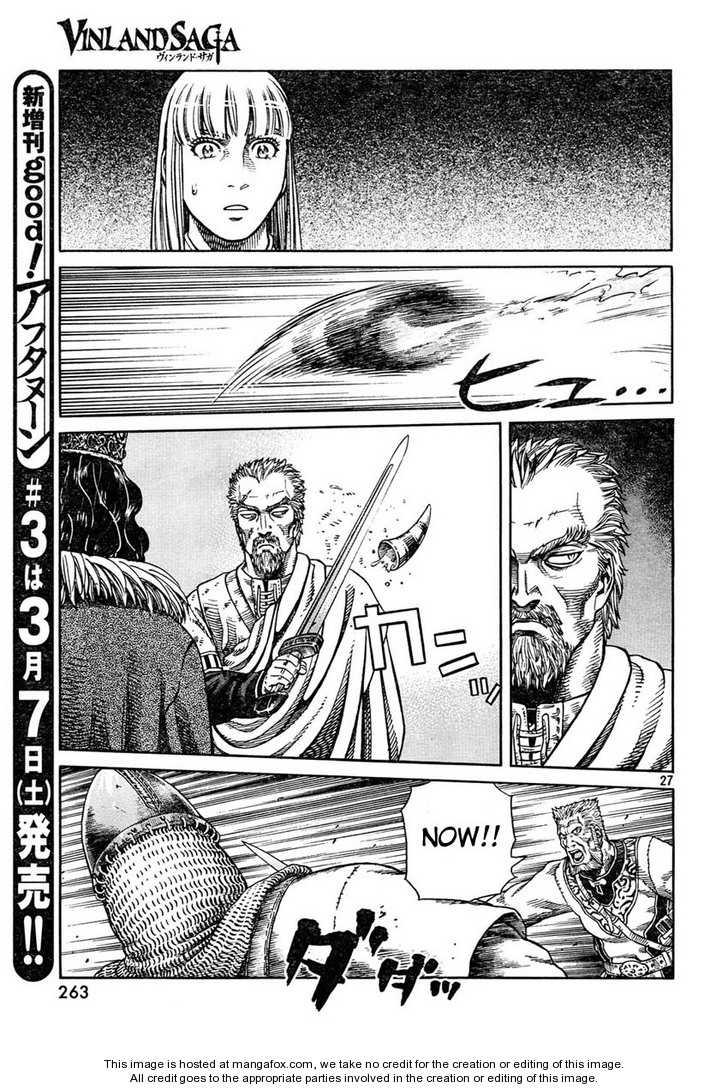 VINLAND SAGA
ヴィンランド・サガ
新増刊good!アフタヌーン#3は3月7日(土)発売!!
ヒュ...
カニッ
27
NOW!!
ダダッ
263
This image is hosted at mangafox.com, we take no credit for the creation or editing of this image.
All credit goes to the appropriate parties involved in the creation or editing of this image.